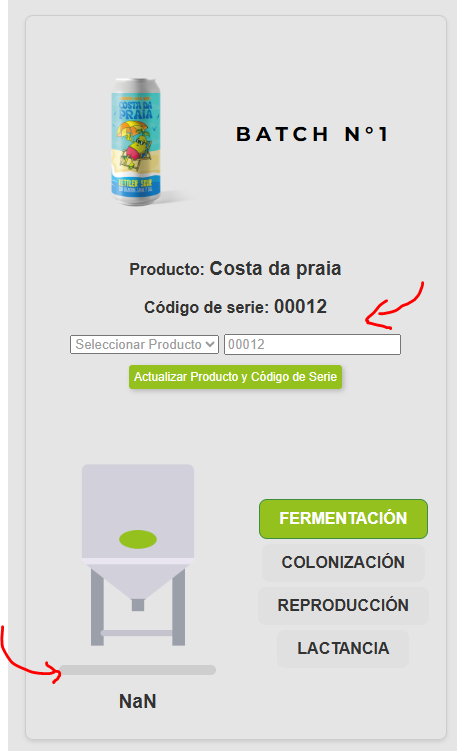 COSTA DA
PRAIA
KETTLER SOUR
BATCH N°1
Producto: Costa da praia
Código de serie: 00012
Seleccionar Producto 00012
Actualizar Producto y Código de Serie
FERMENTACIÓN
COLONIZACIÓN
REPRODUCCIÓN
LACTANCIA
NaN